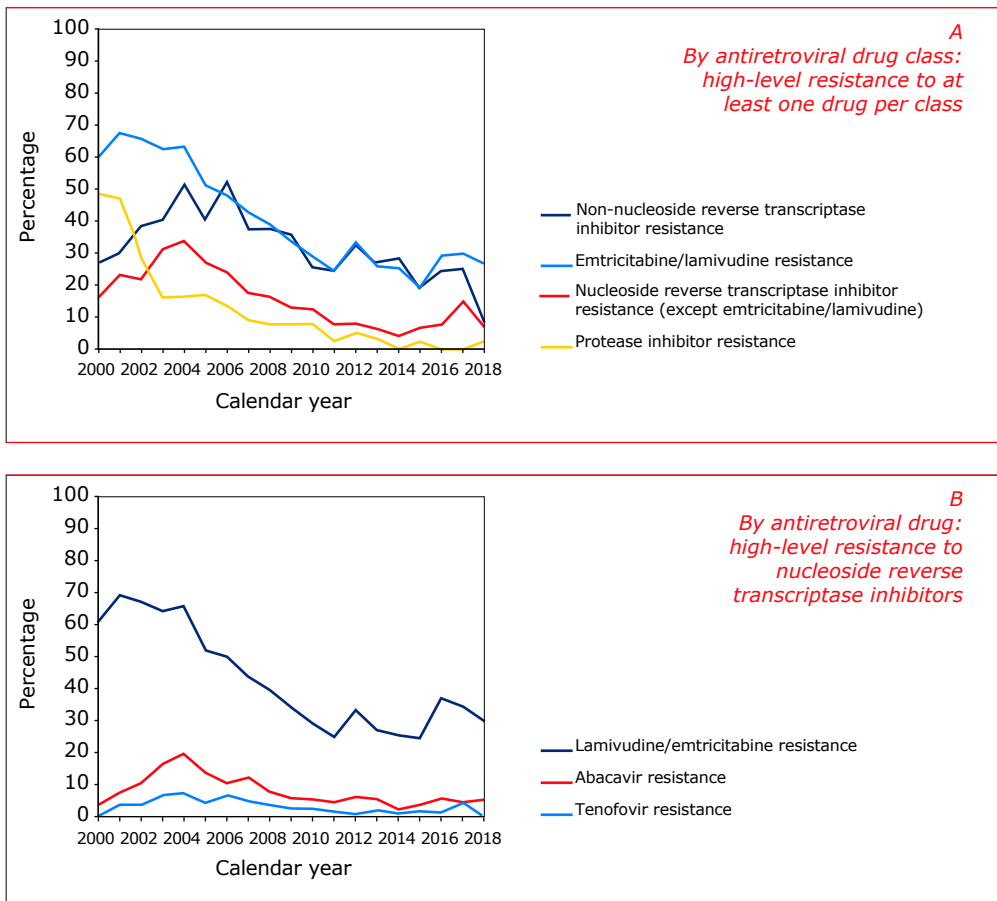 A
By antiretroviral drug class:
high-level resistance to at
least one drug per class
Percentage
100
90
80
70
60
50
40
30
20
10
0
2000 2002 2004 2006 2008 2010 2012 2014 2016 2018
Calendar year
Non-nucleoside reverse transcriptase
inhibitor resistance
Emtricitabine/lamivudine resistance
Nucleoside reverse transcriptase inhibitor
resistance (except emtricitabine/lamivudine)
Protease inhibitor resistance
B
By antiretroviral drug:
high-level resistance to
nucleoside reverse
transcriptase inhibitors
Percentage
100
90
80
70
60
50
40
30
20
10
0
2000 2002 2004 2006 2008 2010 2012 2014 2016 2018
Calendar year
Lamivudine/emtricitabine resistance
Abacavir resistance
Tenofovir resistance